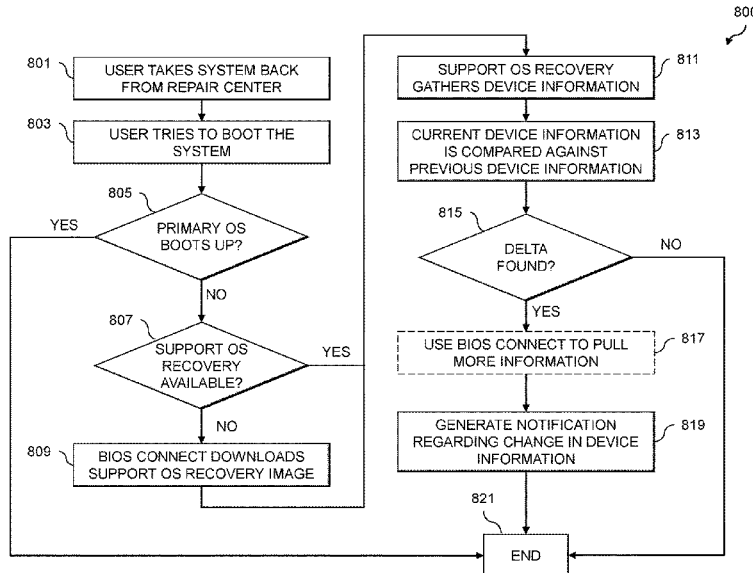 800
801
USER TAKES SYSTEM BACK
FROM REPAIR CENTER
803
USER TRIES TO BOOT THE
SYSTEM
805
YES
PRIMARY OS
BOOTS UP?
NO
807
YES
SUPPORT OS
RECOVERY
AVAILABLE?
NO
809
BIOS CONNECT DOWNLOADS
SUPPORT OS RECOVERY IMAGE
811
SUPPORT OS RECOVERY
GATHERS DEVICE INFORMATION
813
CURRENT DEVICE INFORMATION
IS COMPARED AGAINST
PREVIOUS DEVICE INFORMATION
815
NO
DELTA
FOUND?
YES
817
USE BIOS CONNECT TO PULL
MORE INFORMATION
819
GENERATE NOTIFICATION
REGARDING CHANGE IN DEVICE
INFORMATION
821
END